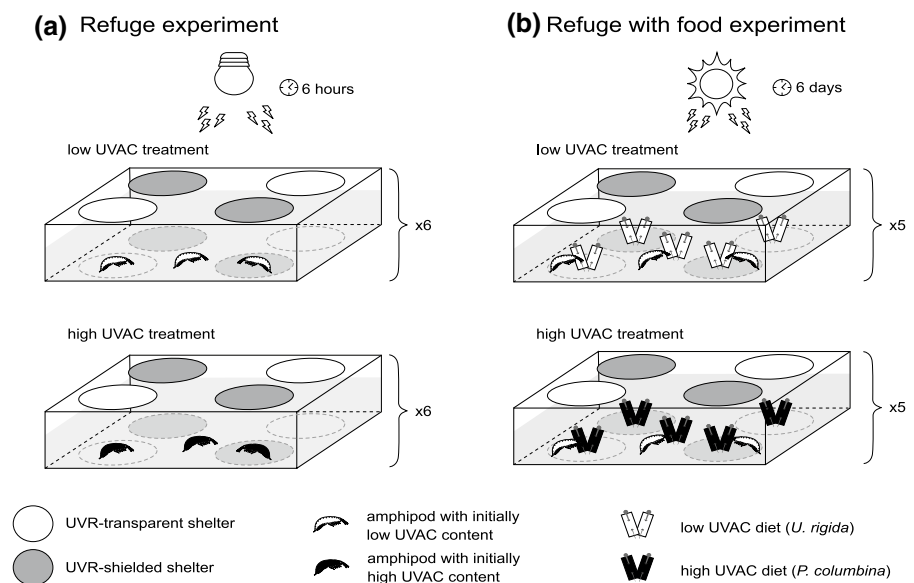 (a) Refuge experiment
6 hours
low UVAC treatment
x6
high UVAC treatment
x6
(b) Refuge with food experiment
6 days
low UVAC treatment
x5
high UVAC treatment
x5
UVR-transparent shelter
UVR-shielded shelter
amphipod with initially
low UVAC content
amphipod with initially
high UVAC content
low UVAC diet (U. rigida)
high UVAC diet (P. columbina)